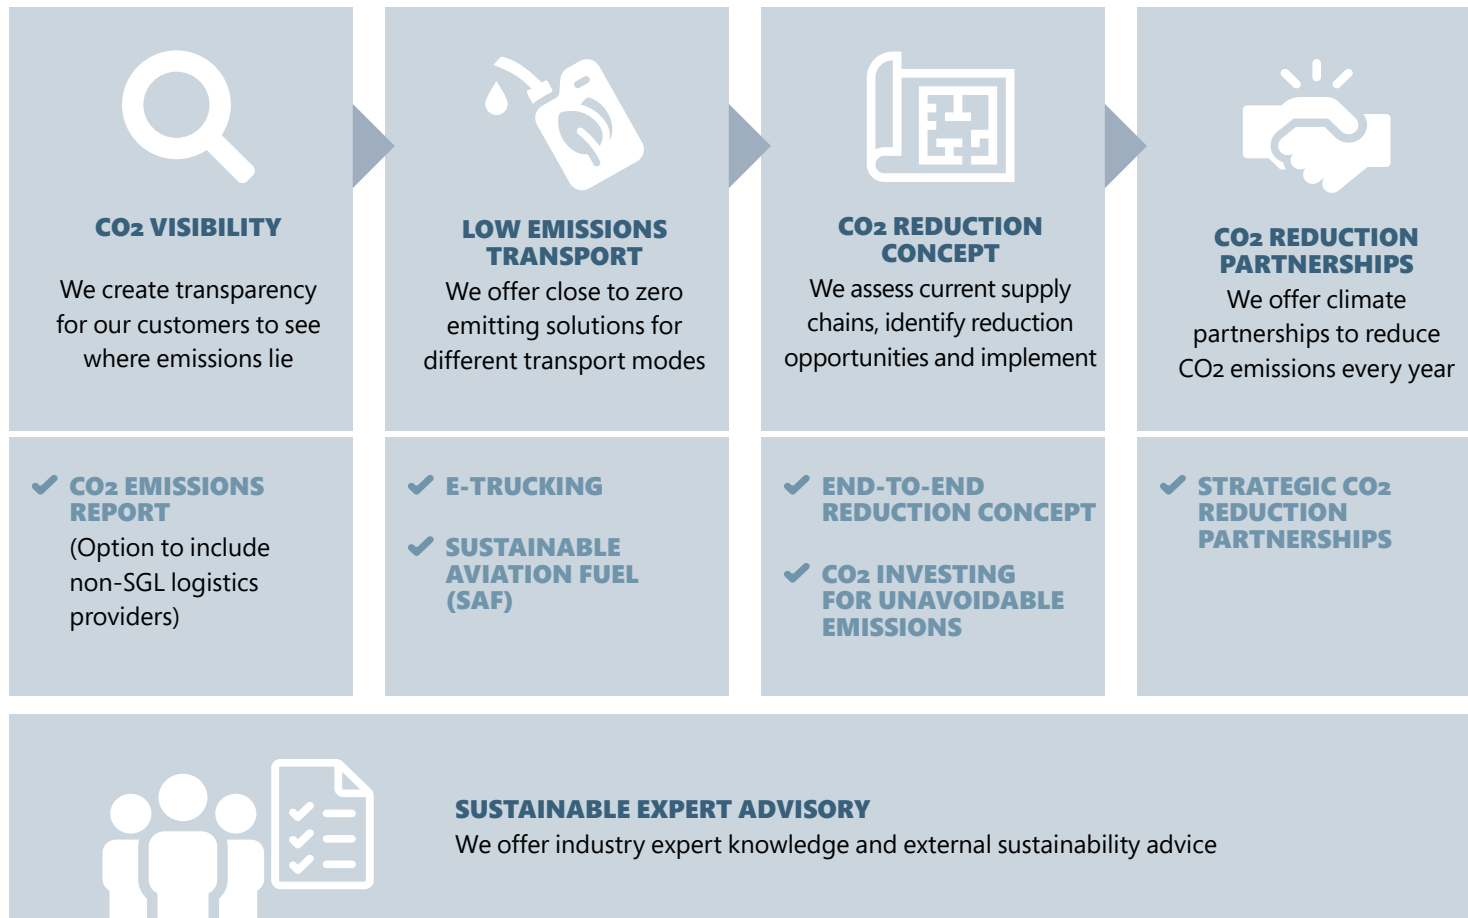 CO2 VISIBILITY
We create transparency
for our customers to see
where emissions lie
LOW EMISSIONS
TRANSPORT
We offer close to zero
emitting solutions for
different transport modes
CO2 REDUCTION
CONCEPT
We assess current supply
chains, identify reduction
opportunities and implement
CO2 REDUCTION
PARTNERSHIPS
We offer climate
partnerships to reduce
CO2 emissions every year
CO2 EMISSIONS
REPORT
(Option to include
non-SGL logistics
providers)
E-TRUCKING
SUSTAINABLE
AVIATION FUEL
(SAF)
END-TO-END
REDUCTION CONCEPT
CO2 INVESTING
FOR UNAVOIDABLE
EMISSIONS
STRATEGIC CO2
REDUCTION
PARTNERSHIPS
SUSTAINABLE EXPERT ADVISORY
We offer industry expert knowledge and external sustainability advice